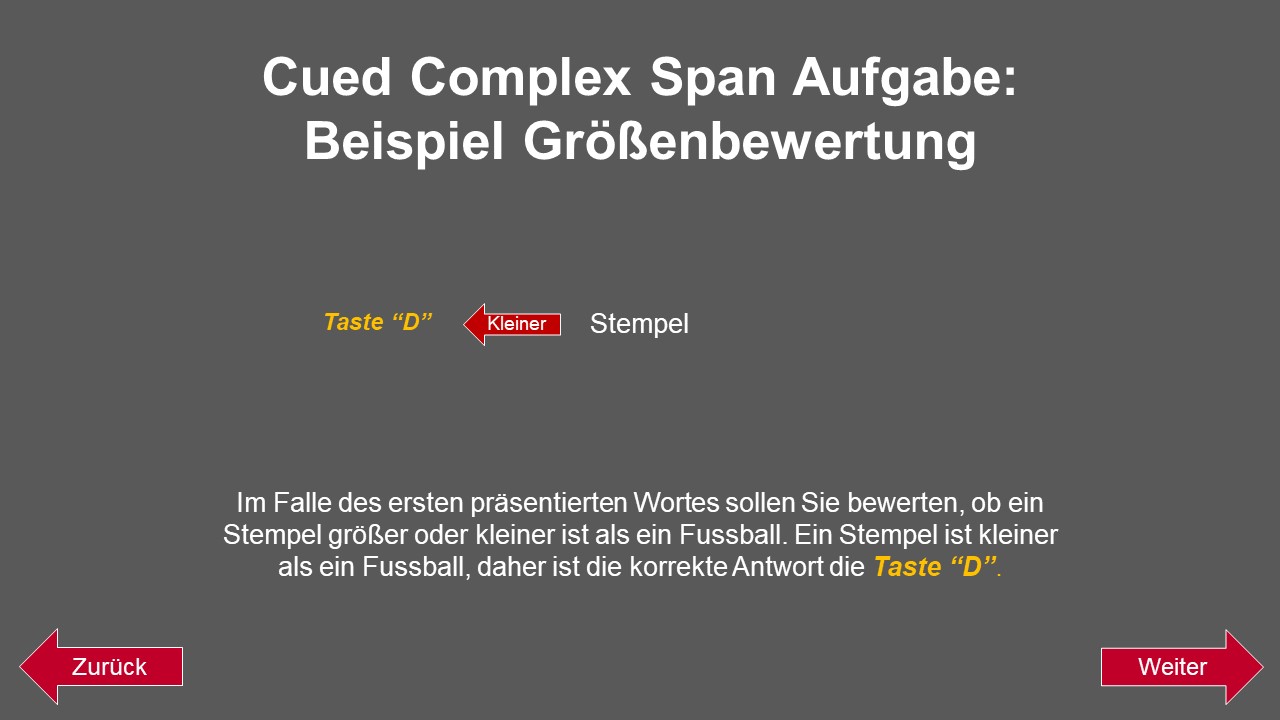 Cued Complex Span Aufgabe:
Beispiel Größenbewertung
Taste “D” Kleiner Stempel
Im Falle des ersten präsentierten Wortes sollen Sie bewerten, ob ein
Stempel größer oder kleiner ist als ein Fussball. Ein Stempel ist kleiner
als ein Fussball, daher ist die korrekte Antwort die Taste “D”.
Zurück
Weiter